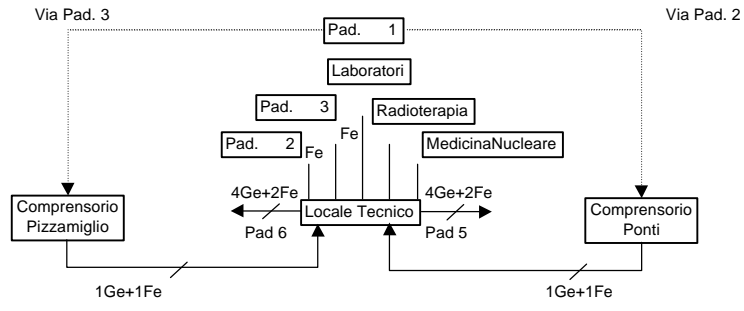 Via Pad. 3
Via Pad. 2
Pad. 1
Laboratori
Pad. 3
Radioterapia
Fe
Pad. 2
Fe
MedicinaNucleare
4Ge+2Fe
4Ge+2Fe
Comprensorio
Pizzamiglio
Locale Tecnico
Comprensorio
Ponti
Pad 6
Pad 5
1Ge+1Fe
1Ge+1Fe